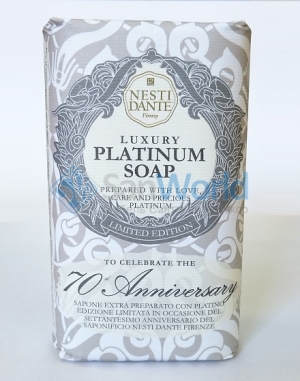 NESTI
DANTE
Firenze
LUXURY
PLATINUM
SOAP
PREPARED WITH LOVE,
CARE AND PRECIOUS
PLATINUM
LIMITED EDITION
TO CELEBRATE THE
70° Anniversary
SAPONE EXTRA PREPARATO CON PLATINO
EDIZIONE LIMITATA IN OCCASIONE DEL
SETTANTESIMO ANNIVERSARIO DEL
SAPONIFICIO NESTI DANTE FIRENZE